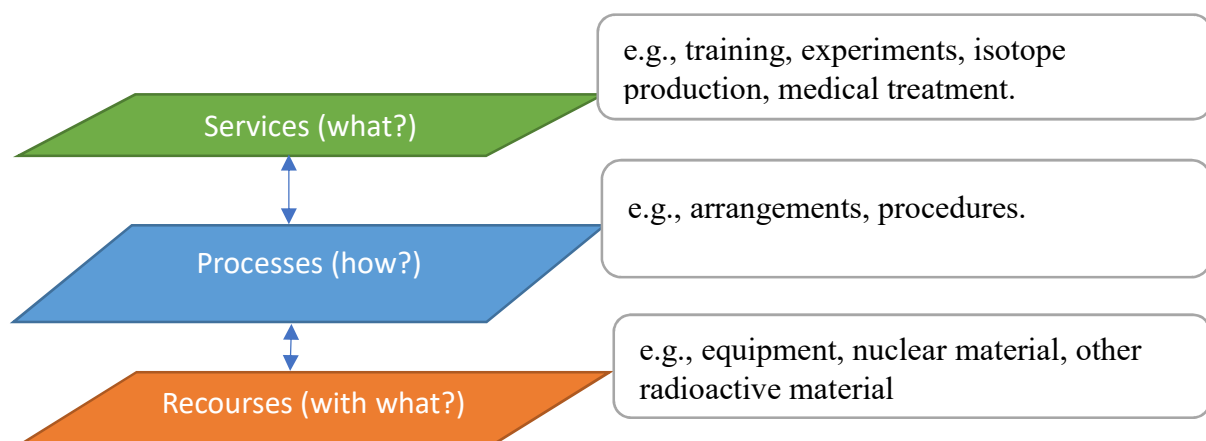 e.g., training, experiments, isotope
production, medical treatment.
Services (what?)
e.g., arrangements, procedures.
Processes (how?)
e.g., equipment, nuclear material, other
radioactive material
Recourses (with what?)